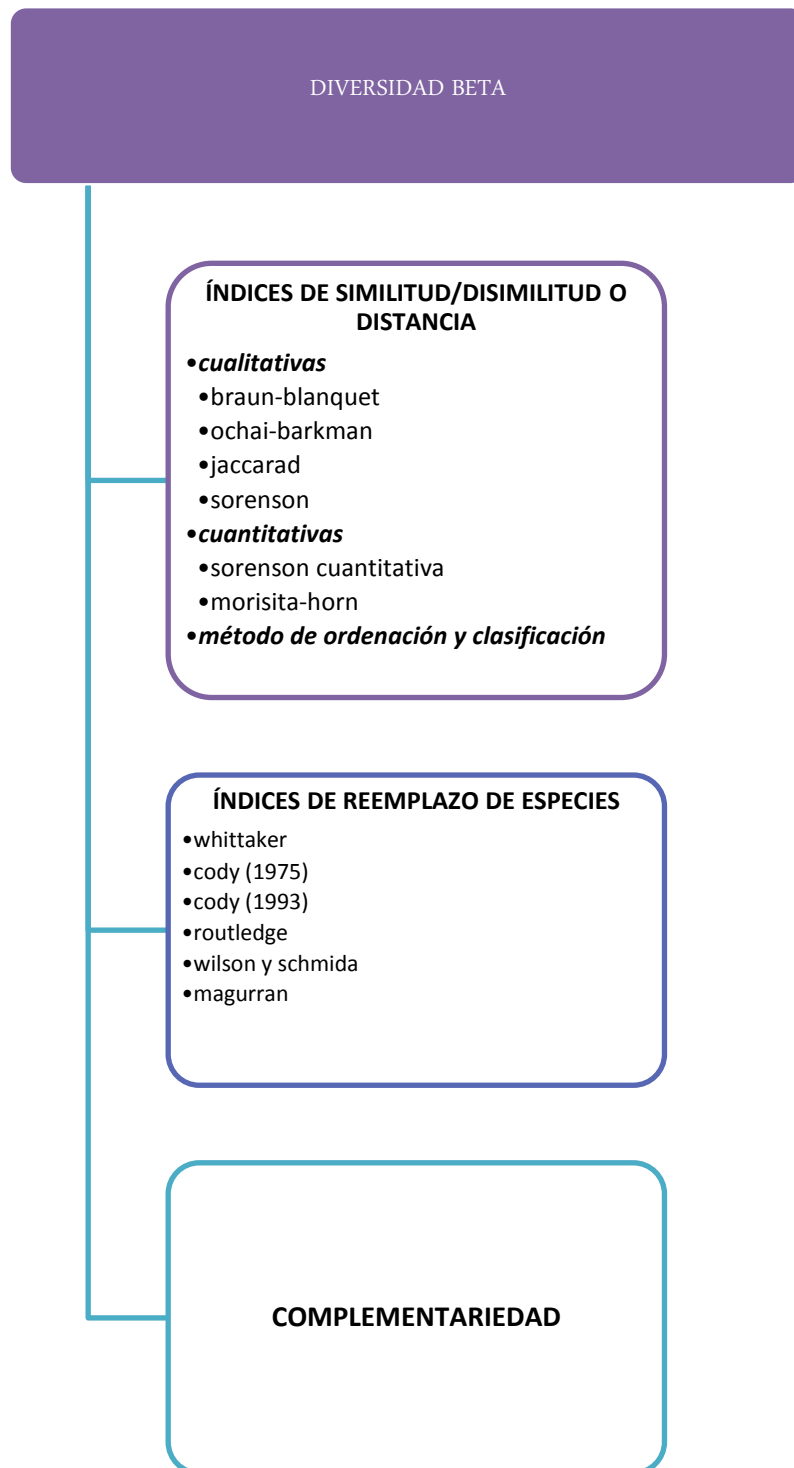 DIVERSIDAD BETA
ÍNDICES DE SIMILITUD/DISIMILITUD O
DISTANCIA
•cualitativas
•braun-blanquet
•ochai-barkman
•jaccarad
•sorenson
•cuantitativas
•sorenson cuantitativa
•morisita-horn
•método de ordenación y clasificación
ÍNDICES DE REEMPLAZO DE ESPECIES
•whittaker
•cody (1975)
•cody (1993)
•routledge
•wilson y schmida
•magurran
COMPLEMENTARIEDAD